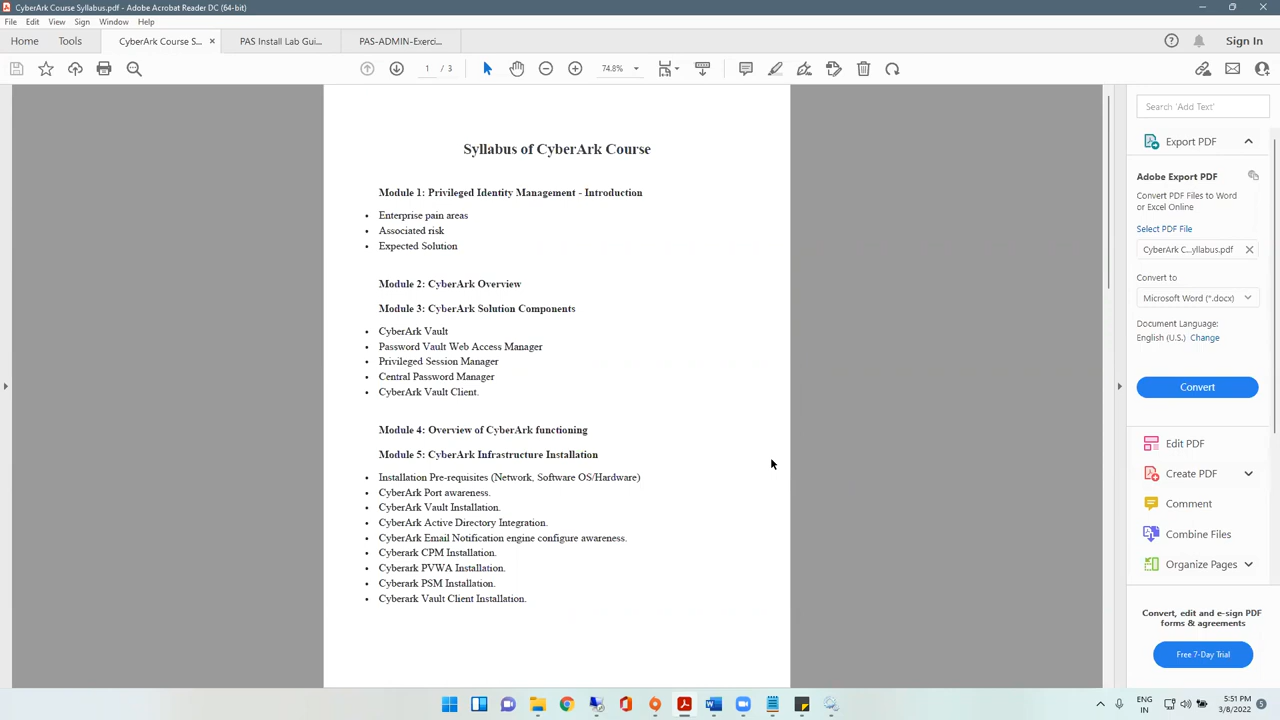 CyberArk Course Syllabus.pdf - Adobe Acrobat Reader DC (64-bit)
File Edit View Sign Window Help
Home Tools CyberArk Course S... × PAS Install Lab Gui... PAS-ADMIN-Exerci... Sign In
1 / 3 74.8%
Syllabus of CyberArk Course
Module 1: Privileged Identity Management - Introduction
• Enterprise pain areas
• Associated risk
• Expected Solution
Module 2: CyberArk Overview
Module 3: CyberArk Solution Components
• CyberArk Vault
• Password Vault Web Access Manager
• Privileged Session Manager
• Central Password Manager
• CyberArk Vault Client.
Module 4: Overview of CyberArk functioning
Module 5: CyberArk Infrastructure Installation
• Installation Pre-requisites (Network, Software OS/Hardware)
• CyberArk Port awareness.
• CyberArk Vault Installation.
• CyberArk Active Directory Integration.
• CyberArk Email Notification engine configure awareness.
• Cyberark CPM Installation.
• Cyberark PVWA Installation.
• Cyberark PSM Installation.
• Cyberark Vault Client Installation.
Search 'Add Text'
Export PDF
Adobe Export PDF
Convert PDF Files to Word
or Excel Online
Select PDF File
CyberArk C...yllabus.pdf
Convert to
Microsoft Word (*.docx)
Document Language:
English (U.S.) Change
Convert
Edit PDF
Create PDF
Comment
Combine Files
Organize Pages
Convert, edit and e-sign PDF
forms & agreements
Free 7-Day Trial
ENG
IN
5:51 PM
3/8/2022